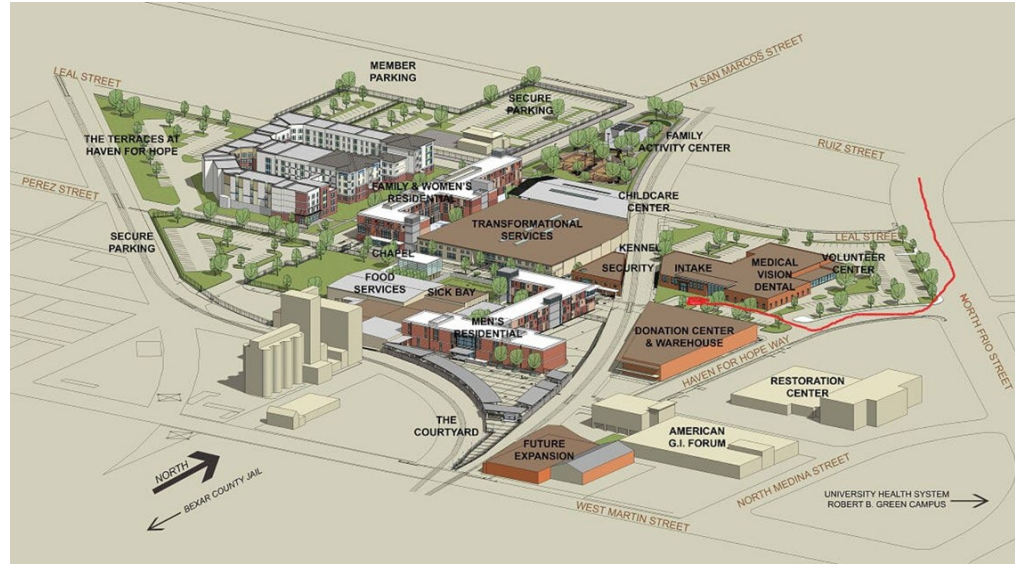 N SAN MARCOS STREET
MEMBER
PARKING
LEAL STREET
SECURE
PARKING
THE TERRACES AT
HAVEN FOR HOPE
FAMILY
ACTIVITY CENTER
RUIZ STREET
PEREZ STREET
FAMILY & WOMEN'S
RESIDENTIAL
CHILDCARE
CENTER
TRANSFORMATIONAL
SERVICES
SECURE
PARKING
LEAL STREET
KENNEL
CHAPEL
FOOD
SERVICES
SICK BAY
SECURITY
INTAKE
MEDICAL
VISION
DENTAL
VOLUNTEER
CENTER
MEN'S
RESIDENTIAL
DONATION CENTER
& WAREHOUSE
NORTH FRIO STREET
HAVEN FOR HOPE WAY
RESTORATION
CENTER
THE
COURTYARD
AMERICAN
G.I. FORUM
FUTURE
EXPANSION
NORTH
BEXAR COUNTY JAIL
NORTH MEDINA STREET
UNIVERSITY HEALTH SYSTEM
ROBERT B. GREEN CAMPUS
WEST MARTIN STREET